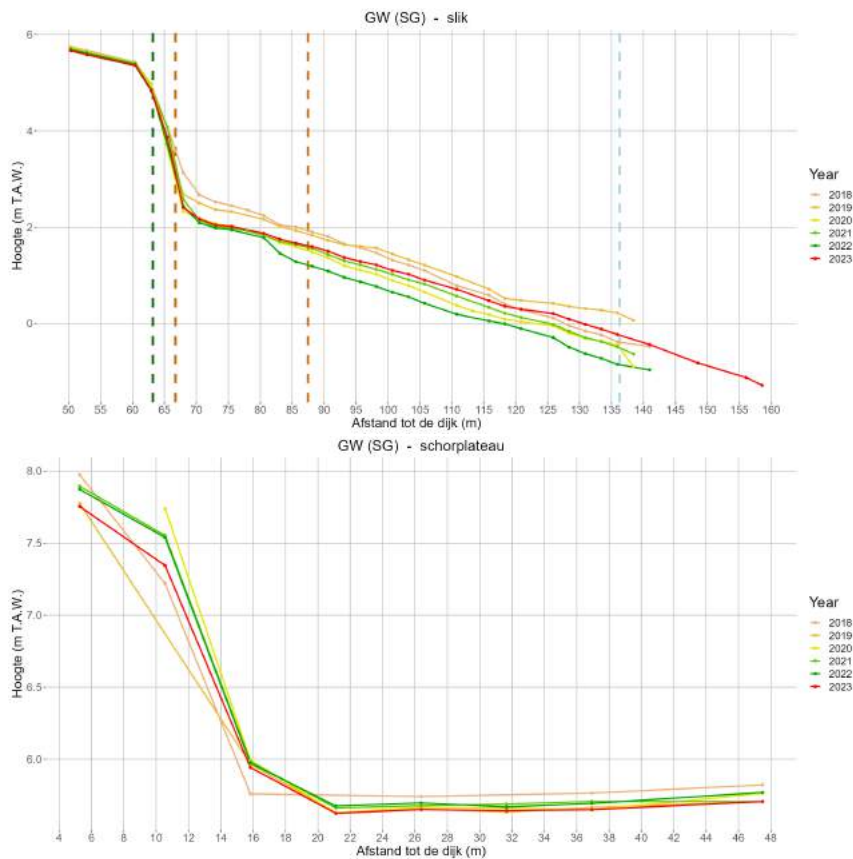 GW (SG) - slik
6
4
2
0
Hoogte (m T.A.W.)
50 55 60 65 70 75 80 85 90 95 100 105 110 115 120 125 130 135 140 145 150 155 160
Afstand tot de dijk (m)
Year
2018
2019
2020
2021
2022
2023
GW (SG) - schorplateau
8.0
7.5
7.0
6.5
6.0
Hoogte (m T.A.W.)
4 6 8 10 12 14 16 18 20 22 24 26 28 30 32 34 36 38 40 42 44 46 48
Afstand tot de dijk (m)
Year
2018
2019
2020
2021
2022
2023